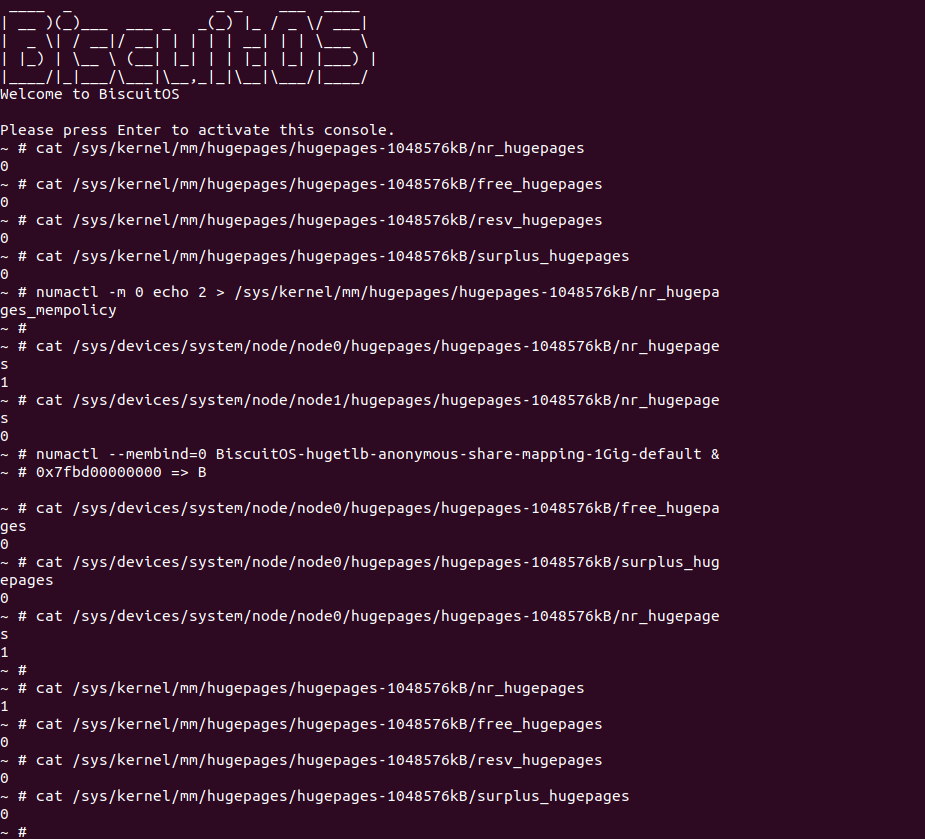 ____  _                _ _    ___  ____
| __ )(_)___  ___ _   _(_) |_ / _ \/ ___|
|  _ \| / __|/ __| | | | | __| | | \___ \
| |_) | \__ \ (__| |_| | | |_| |_| |___) |
|____/|_|___/\___|\__,_|_|\__|\___/|____/
Welcome to BiscuitOS
Please press Enter to activate this console.
~ # cat /sys/kernel/mm/hugepages/hugepages-1048576kB/nr_hugepages
0
~ # cat /sys/kernel/mm/hugepages/hugepages-1048576kB/free_hugepages
0
~ # cat /sys/kernel/mm/hugepages/hugepages-1048576kB/resv_hugepages
0
~ # cat /sys/kernel/mm/hugepages/hugepages-1048576kB/surplus_hugepages
0
~ # numactl -m 0 echo 2 > /sys/kernel/mm/hugepages/hugepages-1048576kB/nr_hugepa
ges_mempolicy
~ #
~ # cat /sys/devices/system/node/node0/hugepages/hugepages-1048576kB/nr_hugepage
s
1
~ # cat /sys/devices/system/node/node1/hugepages/hugepages-1048576kB/nr_hugepage
s
0
~ # numactl --membind=0 BiscuitOS-hugetlb-anonymous-share-mapping-1Gig-default &
~ # 0x7fbd00000000 => B
~ # cat /sys/devices/system/node/node0/hugepages/hugepages-1048576kB/free_hugepa
ges
0
~ # cat /sys/devices/system/node/node0/hugepages/hugepages-1048576kB/surplus_hug
epages
0
~ # cat /sys/devices/system/node/node0/hugepages/hugepages-1048576kB/nr_hugepage
s
1
~ #
~ # cat /sys/kernel/mm/hugepages/hugepages-1048576kB/nr_hugepages
1
~ # cat /sys/kernel/mm/hugepages/hugepages-1048576kB/free_hugepages
0
~ # cat /sys/kernel/mm/hugepages/hugepages-1048576kB/resv_hugepages
0
~ # cat /sys/kernel/mm/hugepages/hugepages-1048576kB/surplus_hugepages
0
~ #